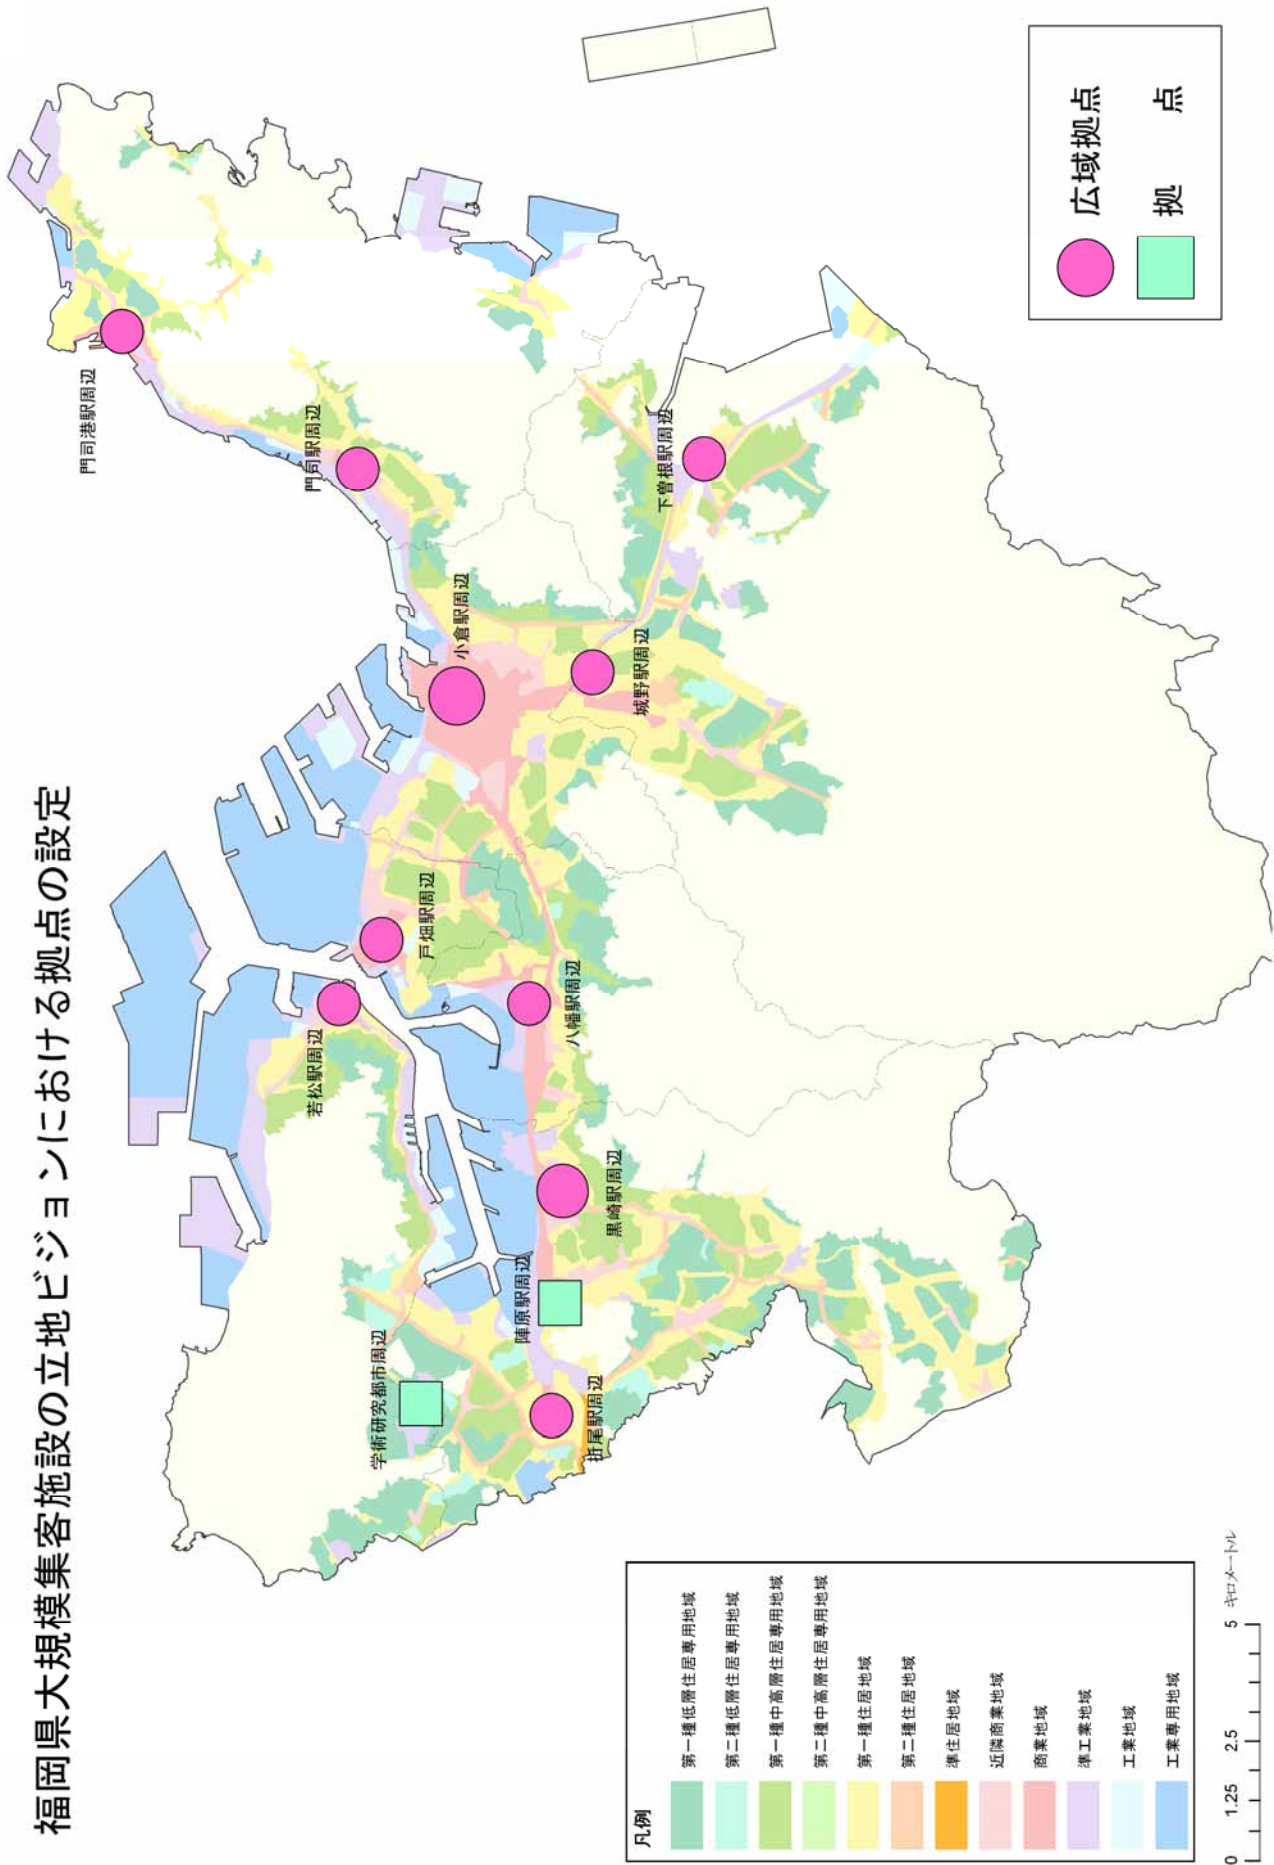 福岡県大規模集客施設の立地ビジョンにおける拠点の設定
門司港駅周辺
門司駅周辺
小倉駅周辺
下曽根駅周辺
城野駅周辺
戸畑駅周辺
若松駅周辺
八幡駅周辺
黒崎駅周辺
陣原駅周辺
学術研究都市周辺
折尾駅周辺
広域拠点
拠 点
凡例
第一種低層住居専用地域
第二種低層住居専用地域
第一種中高層住居専用地域
第二種中高層住居専用地域
第一種住居地域
第二種住居地域
準住居地域
近隣商業地域
商業地域
準工業地域
工業地域
工業専用地域
0 1.25 2.5 5 キロメートル